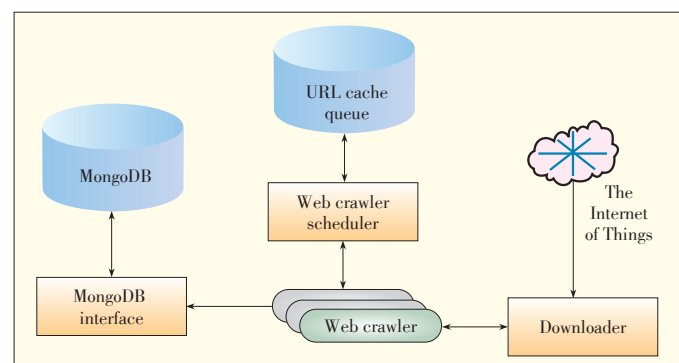 URL cache
queue
MongoDB
Web crawler
scheduler
The
Internet
of Things
MongoDB
interface
Web crawler
Downloader